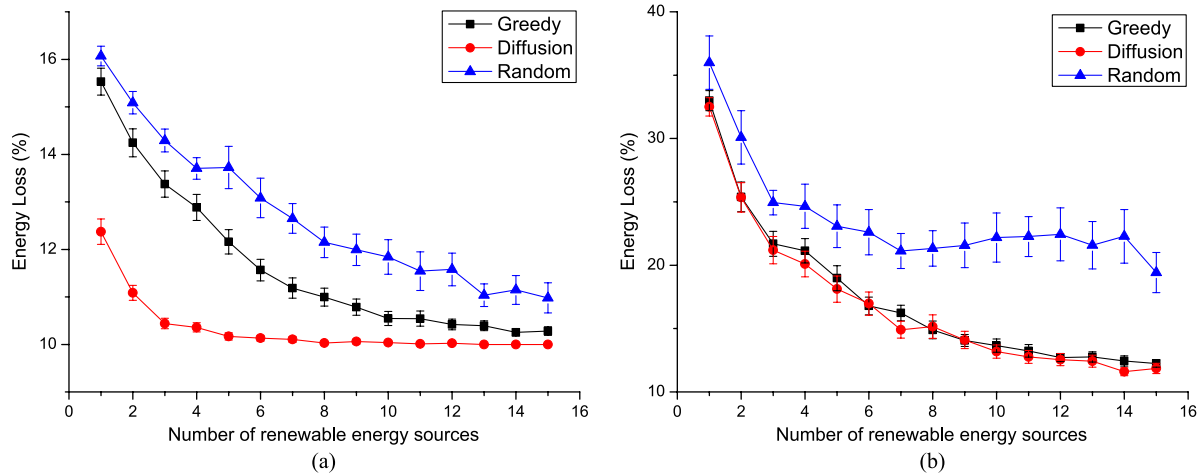 Greedy
Diffusion
Random
16
14
12
10
Energy Loss (%)
0 2 4 6 8 10 12 14 16
Number of renewable energy sources
(a)
Greedy
Diffusion
Random
40
30
20
10
Energy Loss (%)
0 2 4 6 8 10 12 14 16
Number of renewable energy sources
(b)